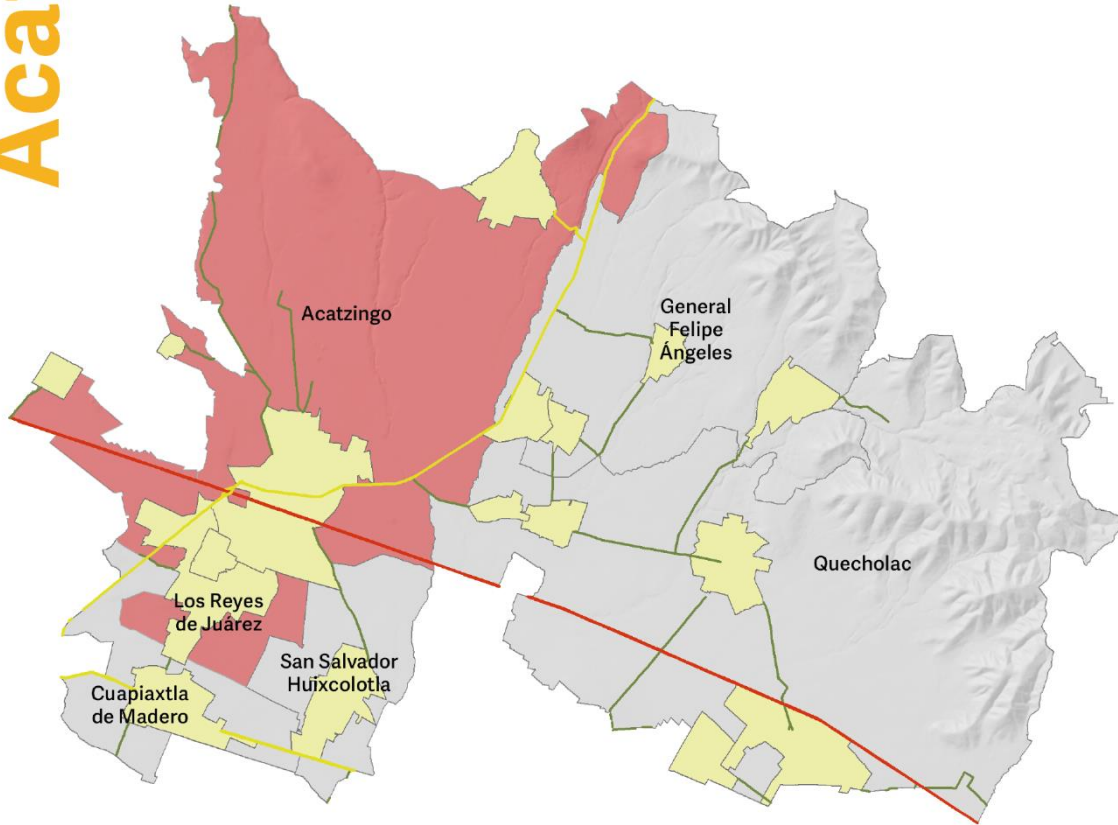 Aca
Acatzingo
General
Felipe
Ángeles
Quecholac
Los Reyes
de Juárez
San Salvador
Huixcolotla
Cuapiaxtla
de Madero